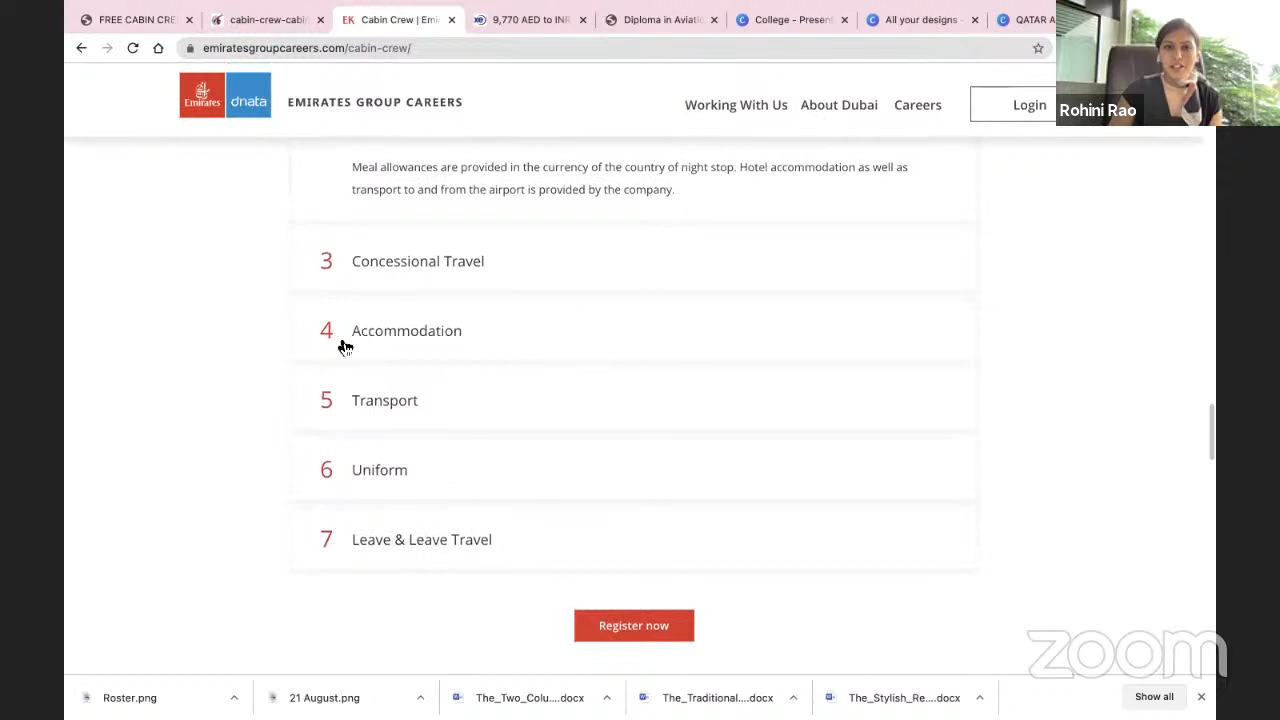 FREE CABIN CRE
cabin-crew-cabi
EK Cabin Crew | Emi
9,770 AED to INR
Diploma in Aviatio
College - Present
All your designs -
QATAR A
emiratesgroupcareers.com/cabin-crew/
Emirates
dnata
EMIRATES GROUP CAREERS
Working With Us
About Dubai
Careers
Login
Rohini Rao
Meal allowances are provided in the currency of the country of night stop. Hotel accommodation as well as
transport to and from the airport is provided by the company.
3 Concessional Travel
4 Accommodation
5 Transport
6 Uniform
7 Leave & Leave Travel
Register now
zoom
Roster.png
21 August.png
The_Two_Colu....docx
The_Traditional....docx
The_Stylish_Re....docx
Show all